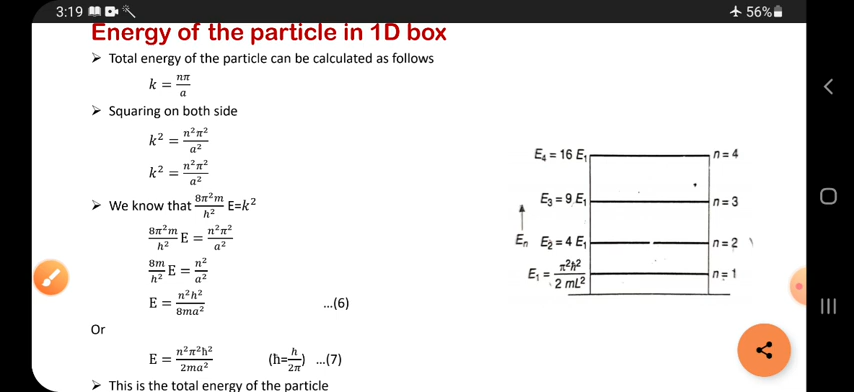 3:19
56%
Energy of the particle in 1D box
➢ Total energy of the particle can be calculated as follows
k = nπ/a
➢ Squaring on both side
k² = n²π²/a²
k² = n²π²/a²
➢ We know that 8π²m/h² E=k²
8π²m/h² E = n²π²/a²
8m/h² E = n²/a²
E = n²h²/8ma² ...(6)
Or
E = n²π²ħ²/2ma² (ħ=h/2π) ...(7)
➢ This is the total energy of the particle
E₄ = 16 E₁ n = 4
E₃ = 9 E₁ n = 3
Eₙ E₂ = 4 E₁ n = 2
E₁ = π²ħ²/2 mL² n = 1